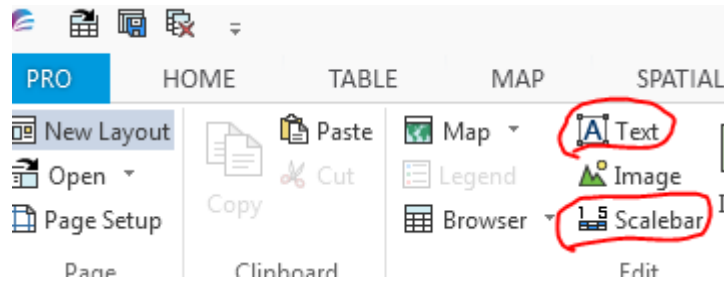 PRO HOME TABLE MAP SPATIAL
New Layout Paste Map Text
Open Cut Legend Image
Page Setup Copy Browser Scalebar
Page Clipboard Edit